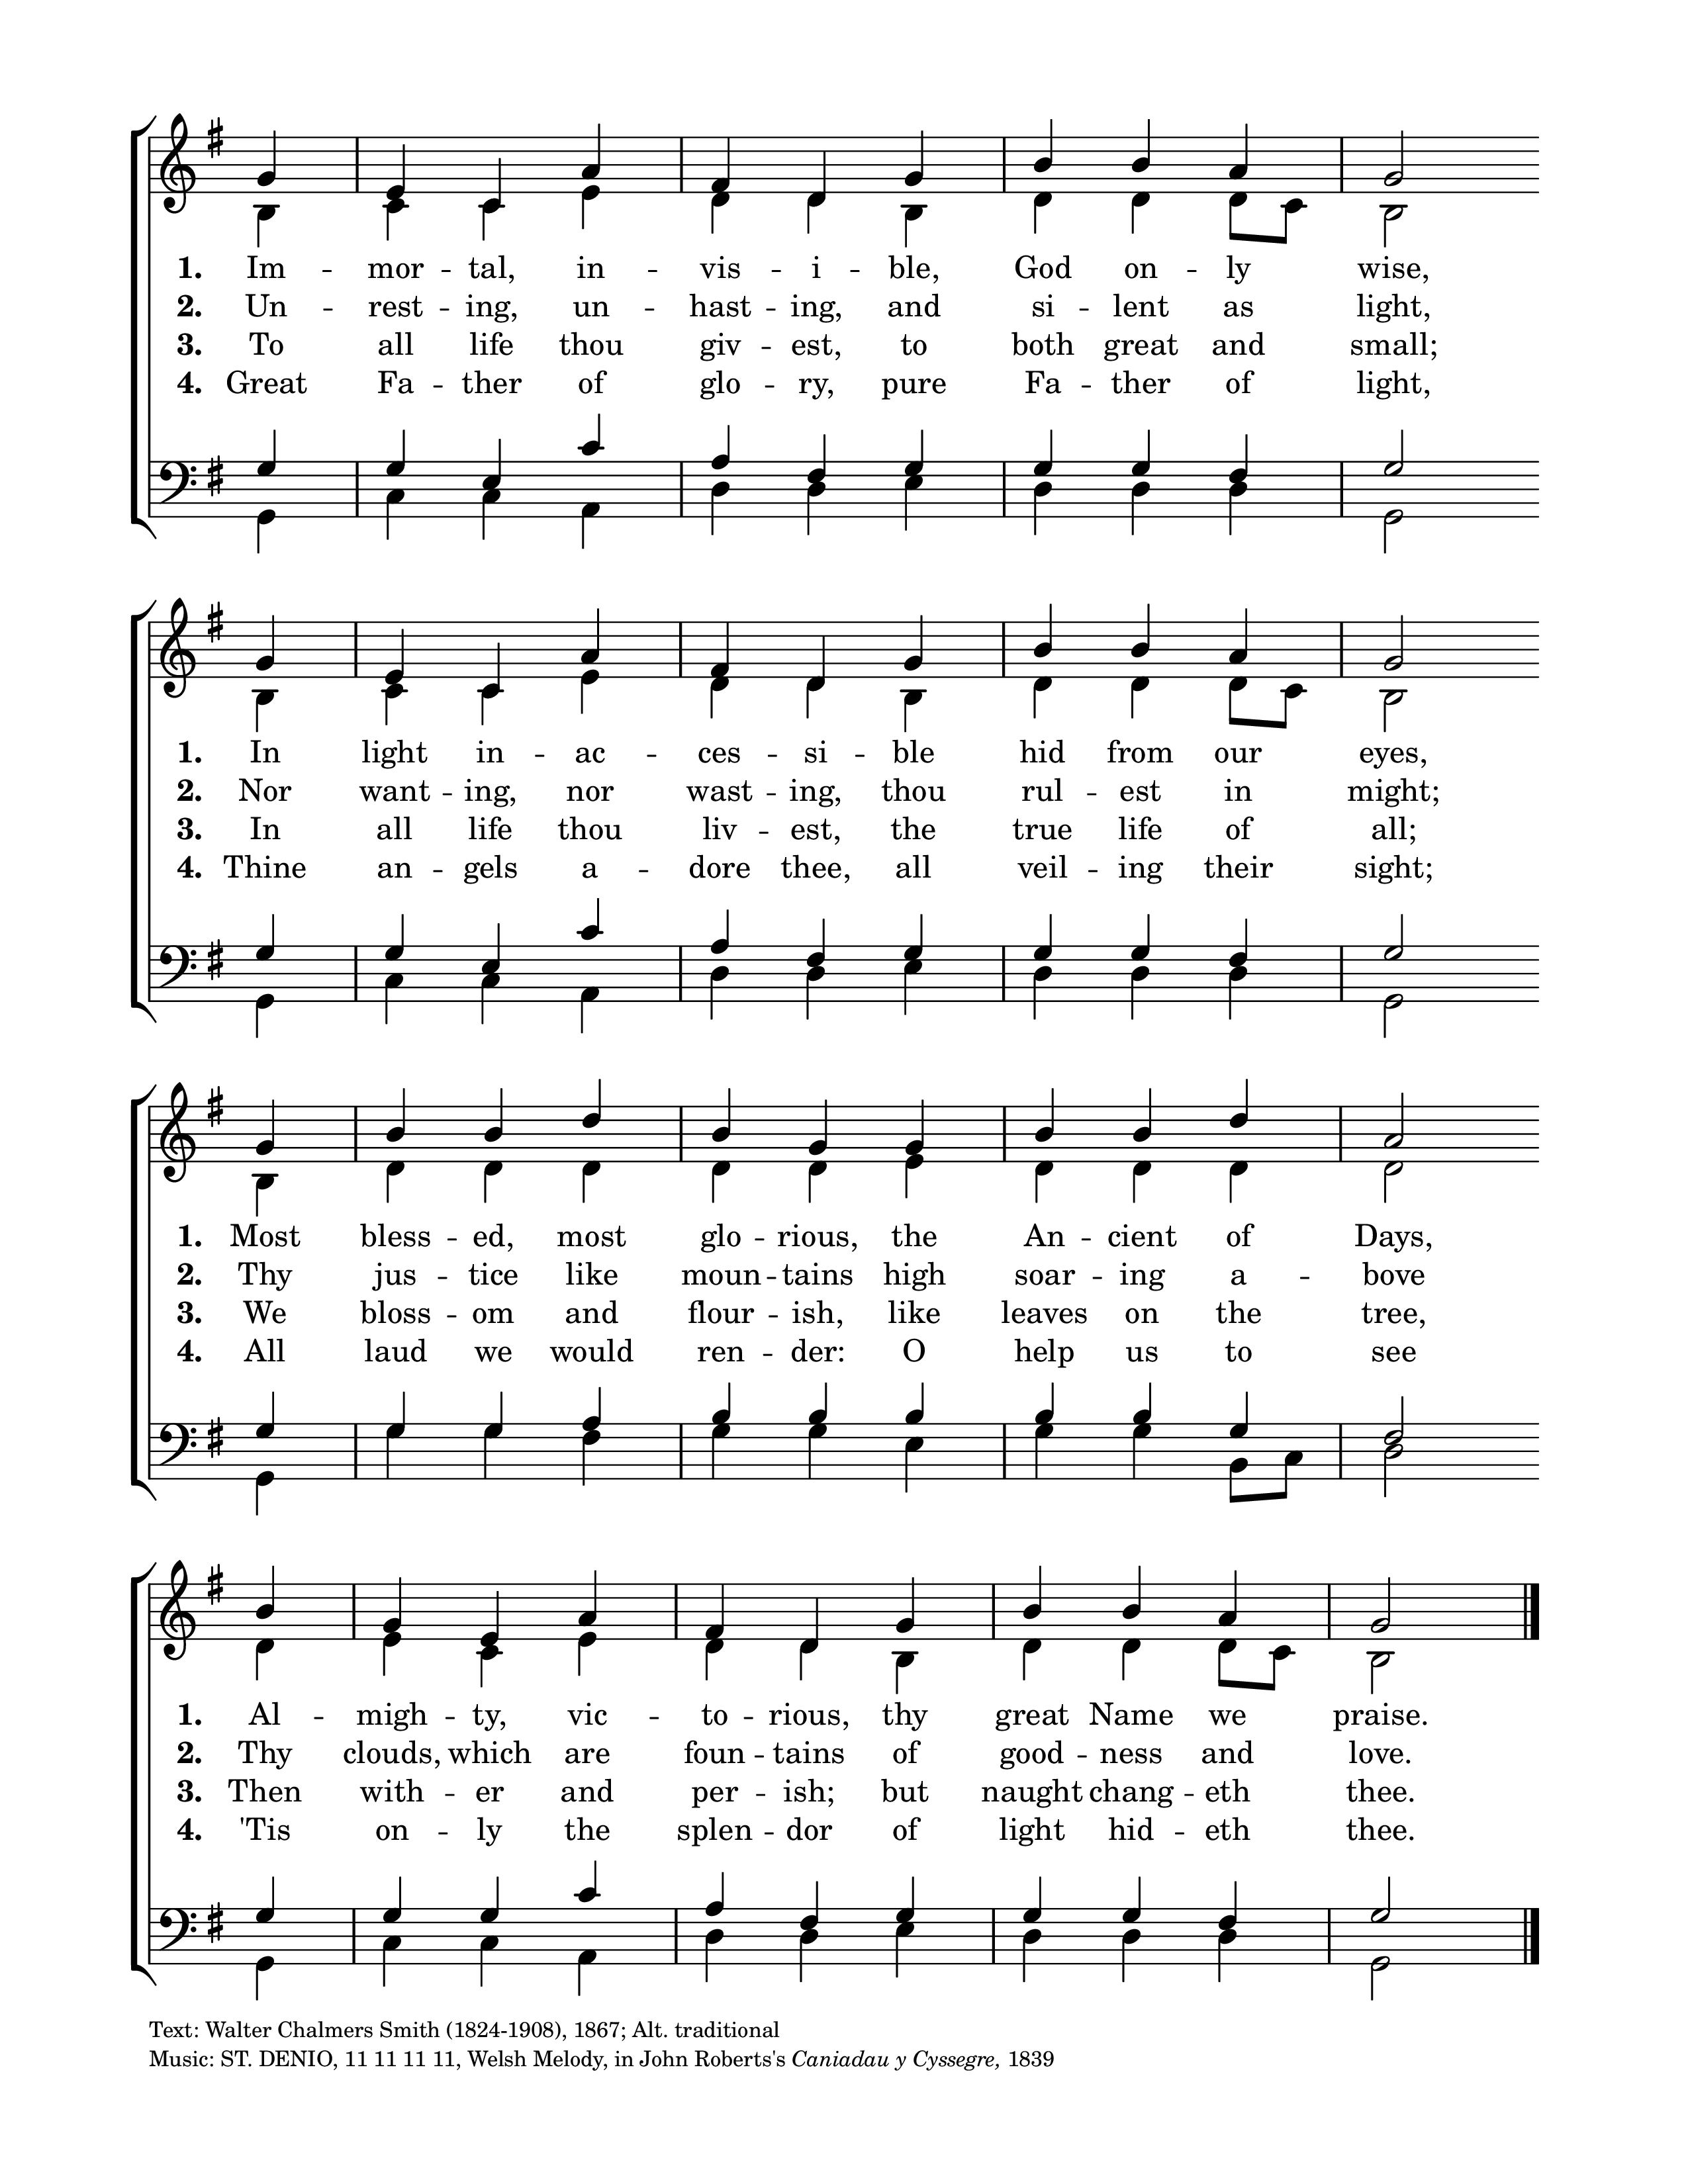 1. Im -- mor -- tal, in -- vis -- i -- ble, God on -- ly wise,
2. Un -- rest -- ing, un -- hast -- ing, and si -- lent as light,
3. To all life thou giv -- est, to both great and small;
4. Great Fa -- ther of glo -- ry, pure Fa -- ther of light,
1. In light in -- ac -- ces -- si -- ble hid from our eyes,
2. Nor want -- ing, nor wast -- ing, thou rul -- est in might;
3. In all life thou liv -- est, the true life of all;
4. Thine an -- gels a -- dore thee, all veil -- ing their sight;
1. Most bless -- ed, most glo -- rious, the An -- cient of Days,
2. Thy jus -- tice like moun -- tains high soar -- ing a -- bove
3. We bloss -- om and flour -- ish, like leaves on the tree,
4. All laud we would ren -- der: O help us to see
1. Al -- migh -- ty, vic -- to -- rious, thy great Name we praise.
2. Thy clouds, which are foun -- tains of good -- ness and love.
3. Then with -- er and per -- ish; but naught chang -- eth thee.
4. 'Tis on -- ly the splen -- dor of light hid -- eth thee.
Text: Walter Chalmers Smith (1824-1908), 1867; Alt. traditional
Music: ST. DENIO, 11 11 11 11, Welsh Melody, in John Roberts's Caniadau y Cyssegre, 1839